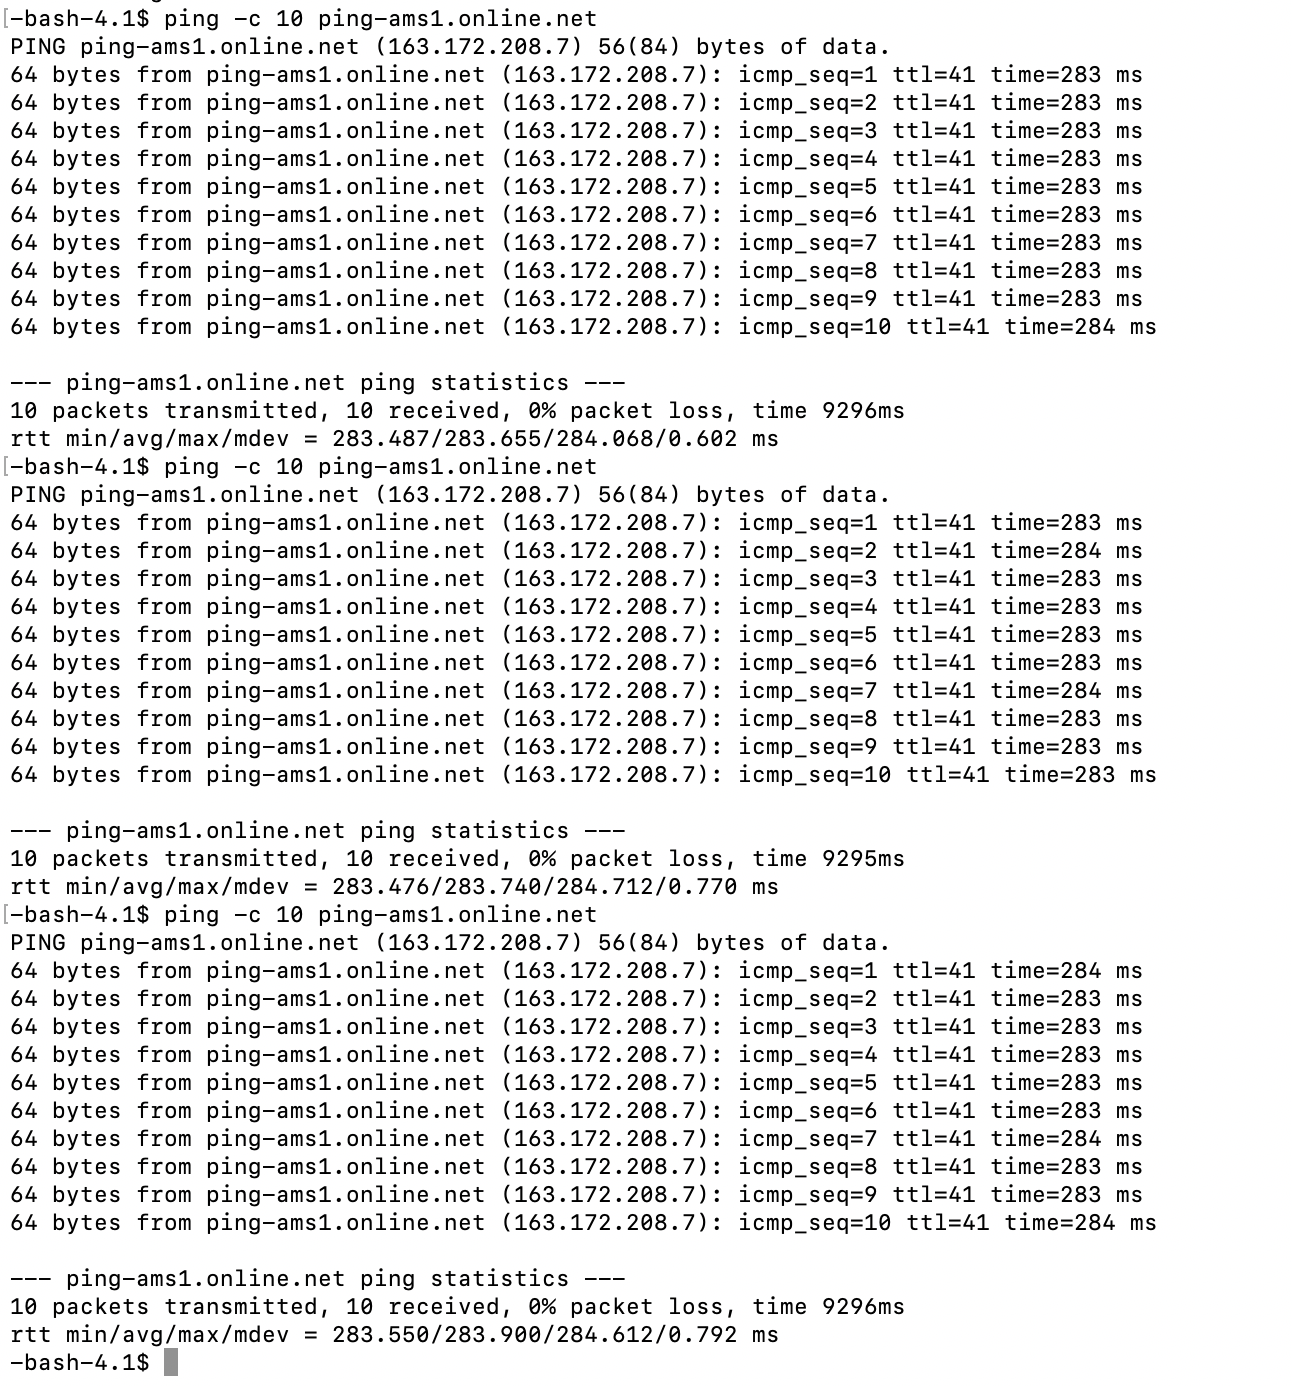 [-bash-4.1$ ping -c 10 ping-ams1.online.net
PING ping-ams1.online.net (163.172.208.7) 56(84) bytes of data.
64 bytes from ping-ams1.online.net (163.172.208.7): icmp_seq=1 ttl=41 time=283 ms
64 bytes from ping-ams1.online.net (163.172.208.7): icmp_seq=2 ttl=41 time=283 ms
64 bytes from ping-ams1.online.net (163.172.208.7): icmp_seq=3 ttl=41 time=283 ms
64 bytes from ping-ams1.online.net (163.172.208.7): icmp_seq=4 ttl=41 time=283 ms
64 bytes from ping-ams1.online.net (163.172.208.7): icmp_seq=5 ttl=41 time=283 ms
64 bytes from ping-ams1.online.net (163.172.208.7): icmp_seq=6 ttl=41 time=283 ms
64 bytes from ping-ams1.online.net (163.172.208.7): icmp_seq=7 ttl=41 time=283 ms
64 bytes from ping-ams1.online.net (163.172.208.7): icmp_seq=8 ttl=41 time=283 ms
64 bytes from ping-ams1.online.net (163.172.208.7): icmp_seq=9 ttl=41 time=283 ms
64 bytes from ping-ams1.online.net (163.172.208.7): icmp_seq=10 ttl=41 time=284 ms

--- ping-ams1.online.net ping statistics ---
10 packets transmitted, 10 received, 0% packet loss, time 9296ms
rtt min/avg/max/mdev = 283.487/283.655/284.068/0.602 ms
[-bash-4.1$ ping -c 10 ping-ams1.online.net
PING ping-ams1.online.net (163.172.208.7) 56(84) bytes of data.
64 bytes from ping-ams1.online.net (163.172.208.7): icmp_seq=1 ttl=41 time=283 ms
64 bytes from ping-ams1.online.net (163.172.208.7): icmp_seq=2 ttl=41 time=284 ms
64 bytes from ping-ams1.online.net (163.172.208.7): icmp_seq=3 ttl=41 time=283 ms
64 bytes from ping-ams1.online.net (163.172.208.7): icmp_seq=4 ttl=41 time=283 ms
64 bytes from ping-ams1.online.net (163.172.208.7): icmp_seq=5 ttl=41 time=283 ms
64 bytes from ping-ams1.online.net (163.172.208.7): icmp_seq=6 ttl=41 time=283 ms
64 bytes from ping-ams1.online.net (163.172.208.7): icmp_seq=7 ttl=41 time=284 ms
64 bytes from ping-ams1.online.net (163.172.208.7): icmp_seq=8 ttl=41 time=283 ms
64 bytes from ping-ams1.online.net (163.172.208.7): icmp_seq=9 ttl=41 time=283 ms
64 bytes from ping-ams1.online.net (163.172.208.7): icmp_seq=10 ttl=41 time=283 ms

--- ping-ams1.online.net ping statistics ---
10 packets transmitted, 10 received, 0% packet loss, time 9295ms
rtt min/avg/max/mdev = 283.476/283.740/284.712/0.770 ms
[-bash-4.1$ ping -c 10 ping-ams1.online.net
PING ping-ams1.online.net (163.172.208.7) 56(84) bytes of data.
64 bytes from ping-ams1.online.net (163.172.208.7): icmp_seq=1 ttl=41 time=284 ms
64 bytes from ping-ams1.online.net (163.172.208.7): icmp_seq=2 ttl=41 time=283 ms
64 bytes from ping-ams1.online.net (163.172.208.7): icmp_seq=3 ttl=41 time=283 ms
64 bytes from ping-ams1.online.net (163.172.208.7): icmp_seq=4 ttl=41 time=283 ms
64 bytes from ping-ams1.online.net (163.172.208.7): icmp_seq=5 ttl=41 time=283 ms
64 bytes from ping-ams1.online.net (163.172.208.7): icmp_seq=6 ttl=41 time=283 ms
64 bytes from ping-ams1.online.net (163.172.208.7): icmp_seq=7 ttl=41 time=284 ms
64 bytes from ping-ams1.online.net (163.172.208.7): icmp_seq=8 ttl=41 time=283 ms
64 bytes from ping-ams1.online.net (163.172.208.7): icmp_seq=9 ttl=41 time=283 ms
64 bytes from ping-ams1.online.net (163.172.208.7): icmp_seq=10 ttl=41 time=284 ms

--- ping-ams1.online.net ping statistics ---
10 packets transmitted, 10 received, 0% packet loss, time 9296ms
rtt min/avg/max/mdev = 283.550/283.900/284.612/0.792 ms
-bash-4.1$